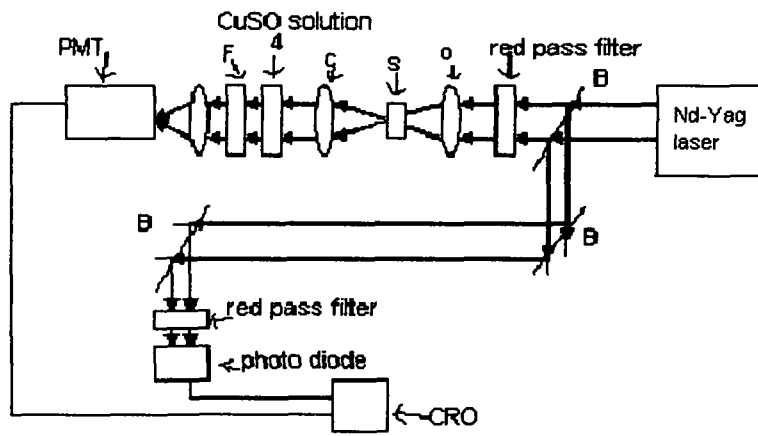 CuSO solution
4
PMT
F
C
S
o
red pass filter
B
Nd-Yag
laser
B
B
red pass filter
photo diode
CRO